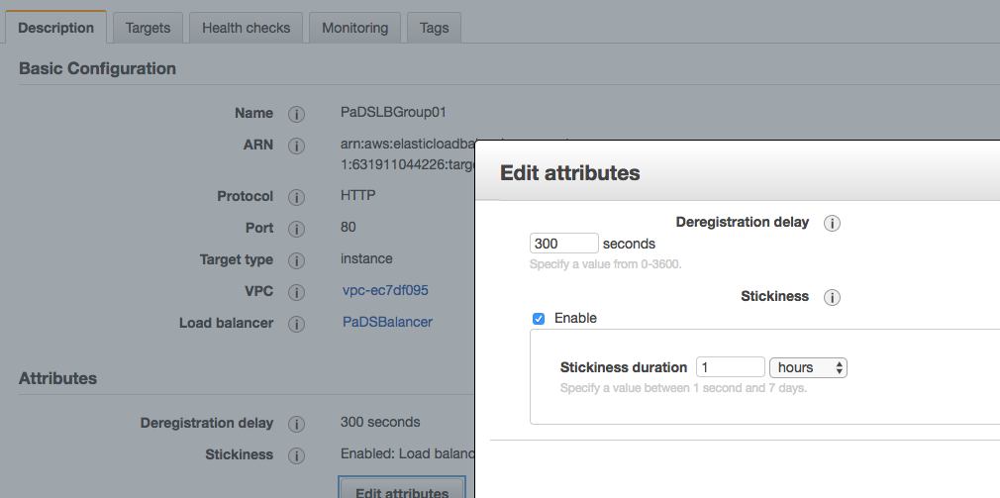 Description Targets Health checks Monitoring Tags
Basic Configuration
Name i PaDSLBGroup01
ARN i arn:aws:elasticloadba
1:631911044226:targ
Protocol i HTTP
Port i 80
Target type i instance
VPC i vpc-ec7df095
Load balancer i PaDSBalancer
Attributes
Deregistration delay i 300 seconds
Stickiness i Enabled: Load balanc
Edit attributes
Edit attributes
Deregistration delay i
300 seconds
Specify a value from 0-3600.
Stickiness i
Enable
Stickiness duration 1 hours
Specify a value between 1 second and 7 days.